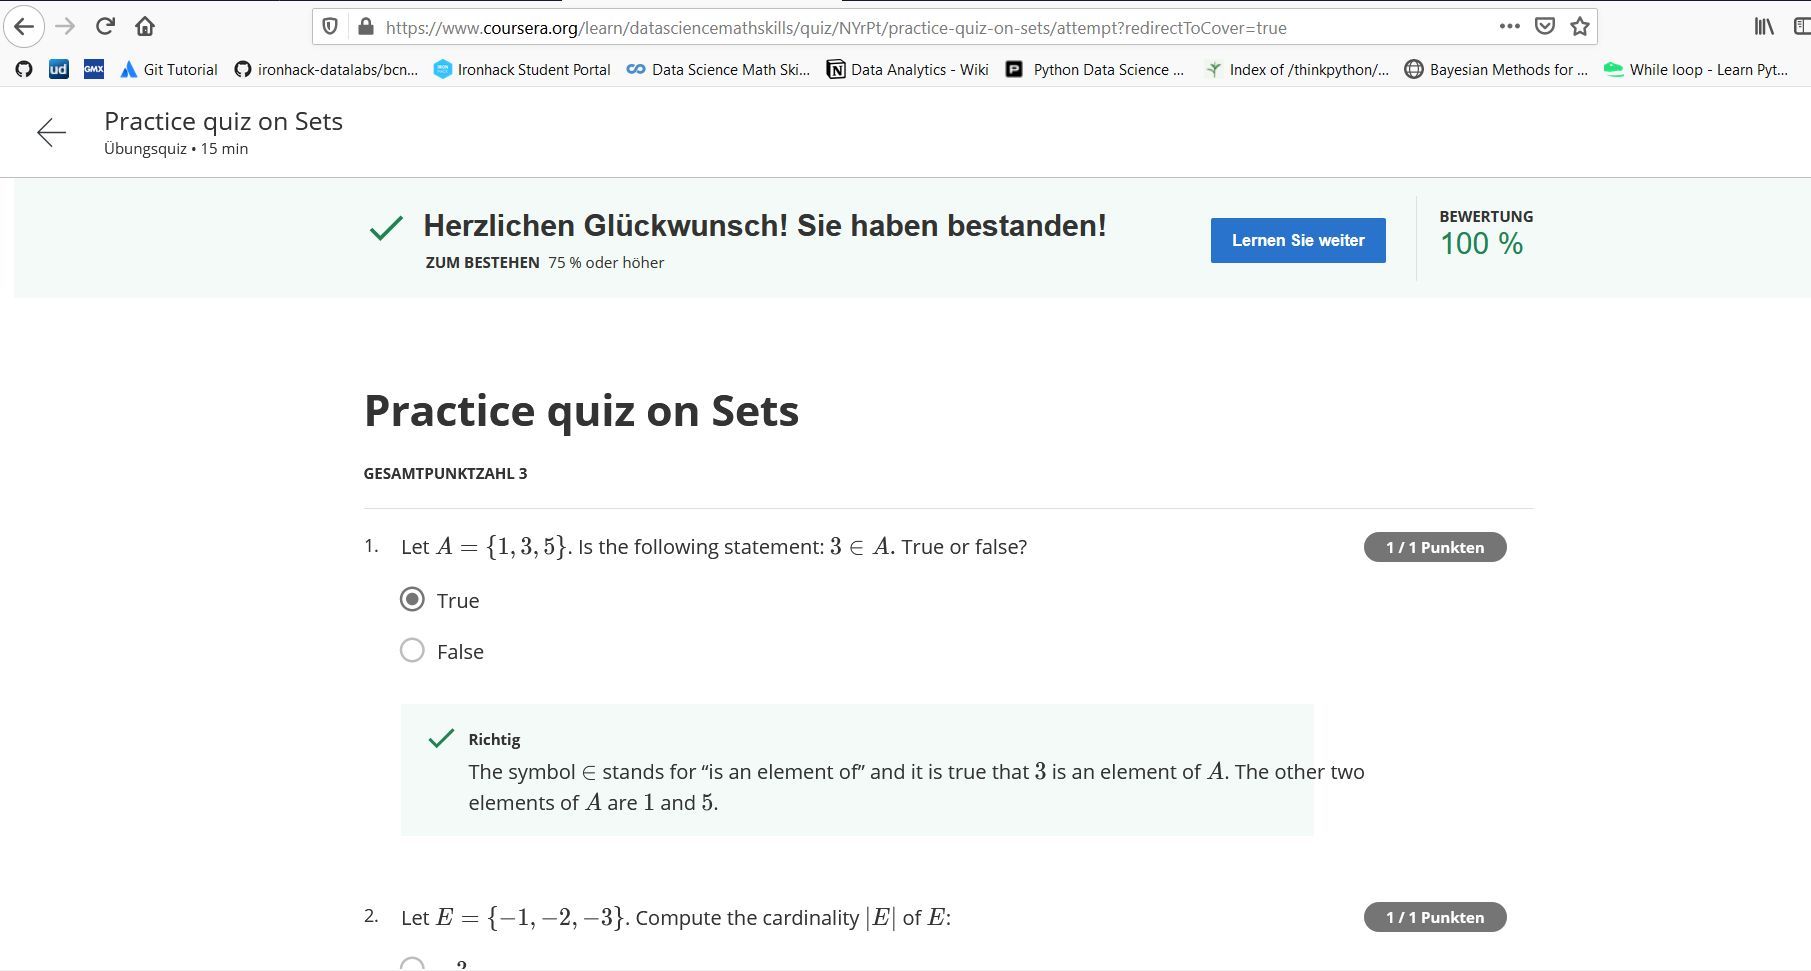 https://www.coursera.org/learn/datasciencemathskills/quiz/NYrPt/practice-quiz-on-sets/attempt?redirectToCover=true
ud GMX Git Tutorial ironhack-datalabs/bcn... Ironhack Student Portal Data Science Math Ski... Data Analytics - Wiki Python Data Science ... Index of /thinkpython/... Bayesian Methods for ... While loop - Learn Pyt...
Practice quiz on Sets
Übungsquiz • 15 min
Herzlichen Glückwunsch! Sie haben bestanden!
ZUM BESTEHEN 75 % oder höher
Lernen Sie weiter
BEWERTUNG
100 %
Practice quiz on Sets
GESAMTPUNKTZAHL 3
1. Let A = {1, 3, 5}. Is the following statement: 3 ∈ A. True or false?
1 / 1 Punkten
True
False
Richtig
The symbol ∈ stands for “is an element of” and it is true that 3 is an element of A. The other two
elements of A are 1 and 5.
2. Let E = {−1, −2, −3}. Compute the cardinality |E| of E:
1 / 1 Punkten